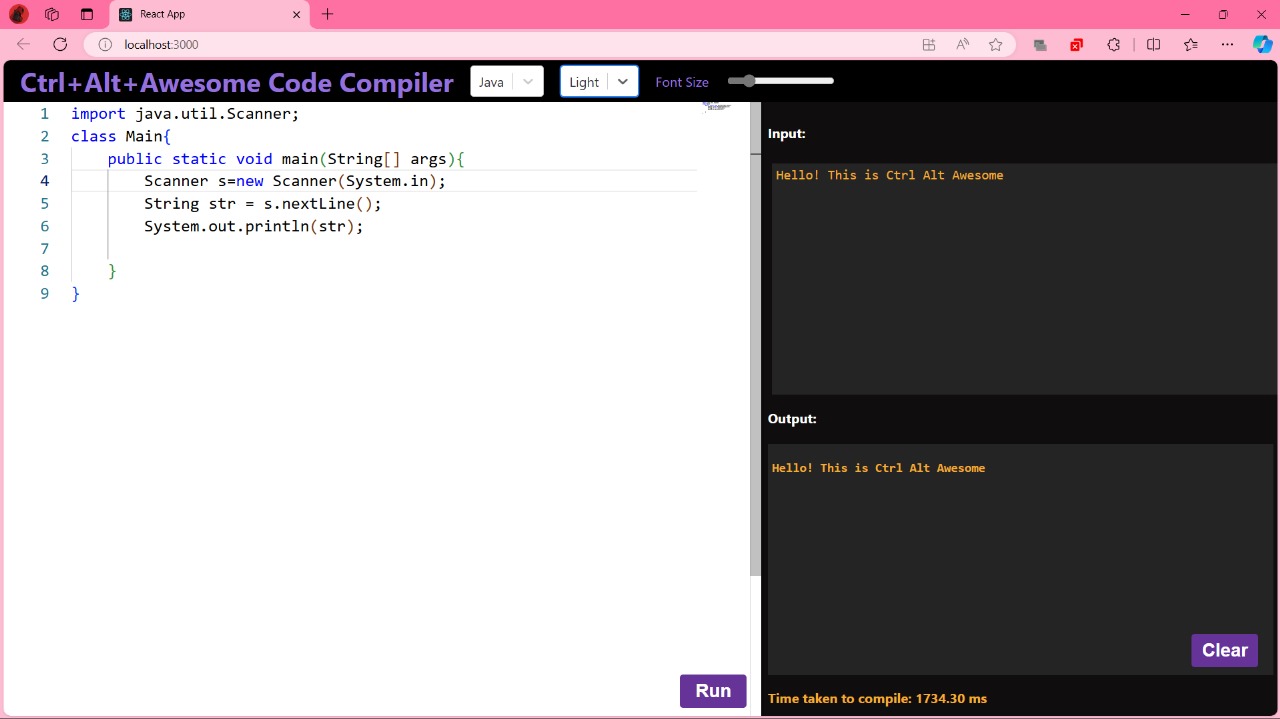 React App
localhost:3000
Ctrl+Alt+Awesome Code Compiler Java Light Font Size
1 import java.util.Scanner;
2 class Main{
3     public static void main(String[] args){
4         Scanner s=new Scanner(System.in);
5         String str = s.nextLine();
6         System.out.println(str);
7
8     }
9 }
Run
Input:
Hello! This is Ctrl Alt Awesome
Output:
Hello! This is Ctrl Alt Awesome
Clear
Time taken to compile: 1734.30 ms